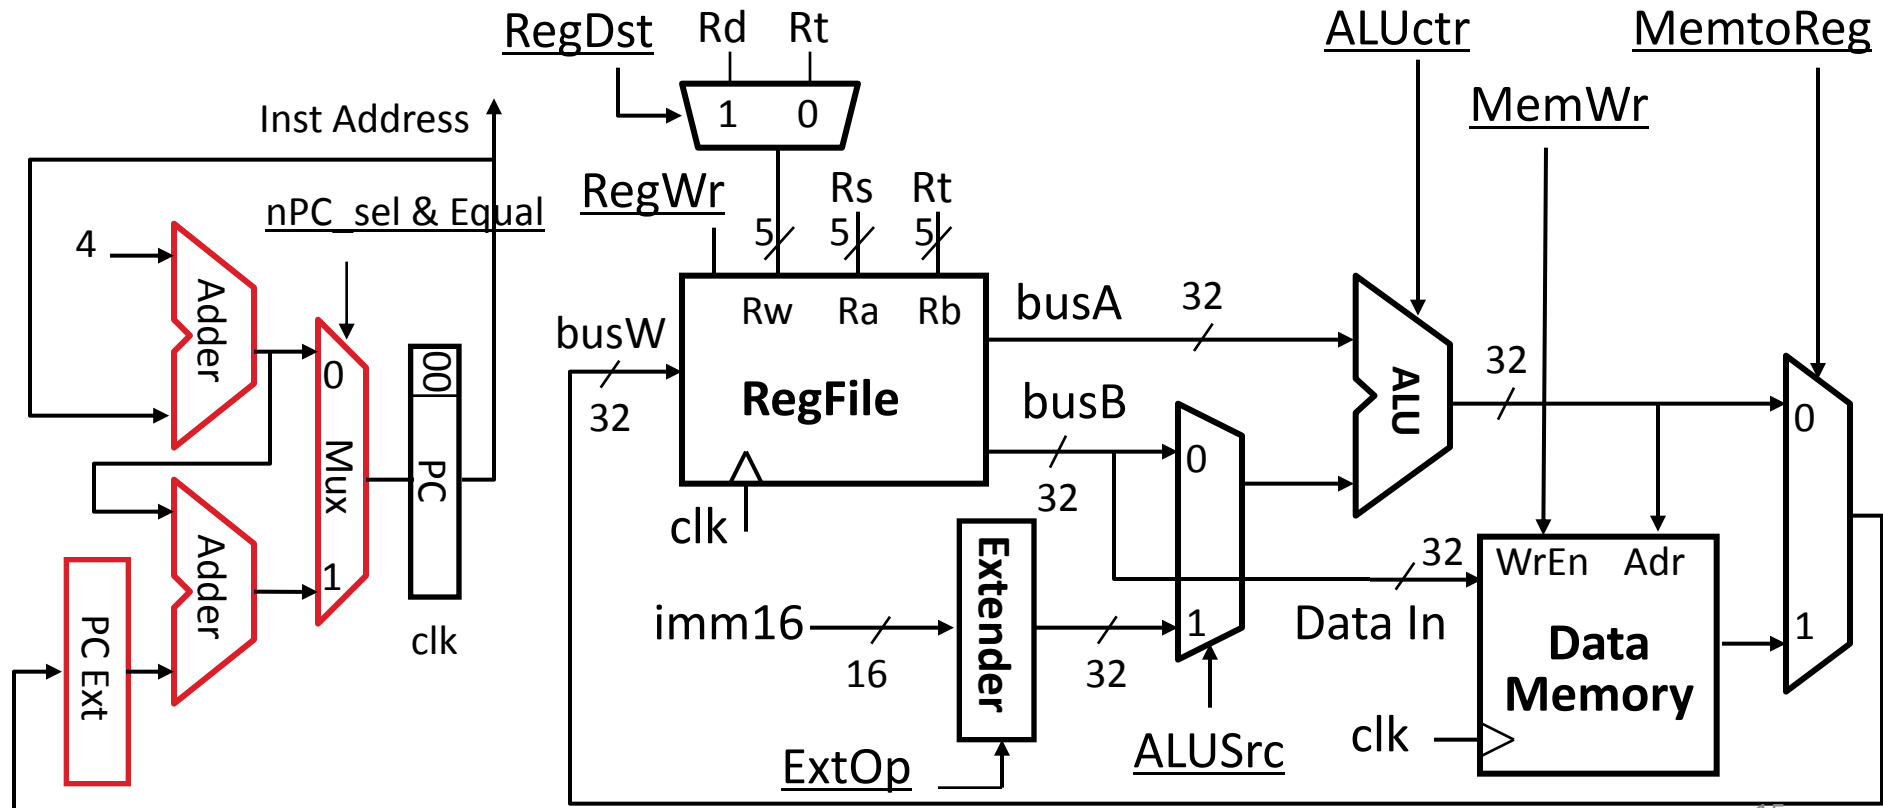 RegDst
Rd
Rt
ALUctr
MemtoReg
1
0
MemWr
Inst Address
nPC_sel & Equal
RegWr
Rs
Rt
5
5
5
4
Adder
0
Mux
1
00
PC
clk
Adder
PC Ext
busW
32
Rw
Ra
Rb
RegFile
clk
busA
32
busB
32
0
1
ALU
32
0
1
imm16
16
Extender
32
ExtOp
ALUSrc
32
Data In
WrEn
Adr
Data
Memory
clk